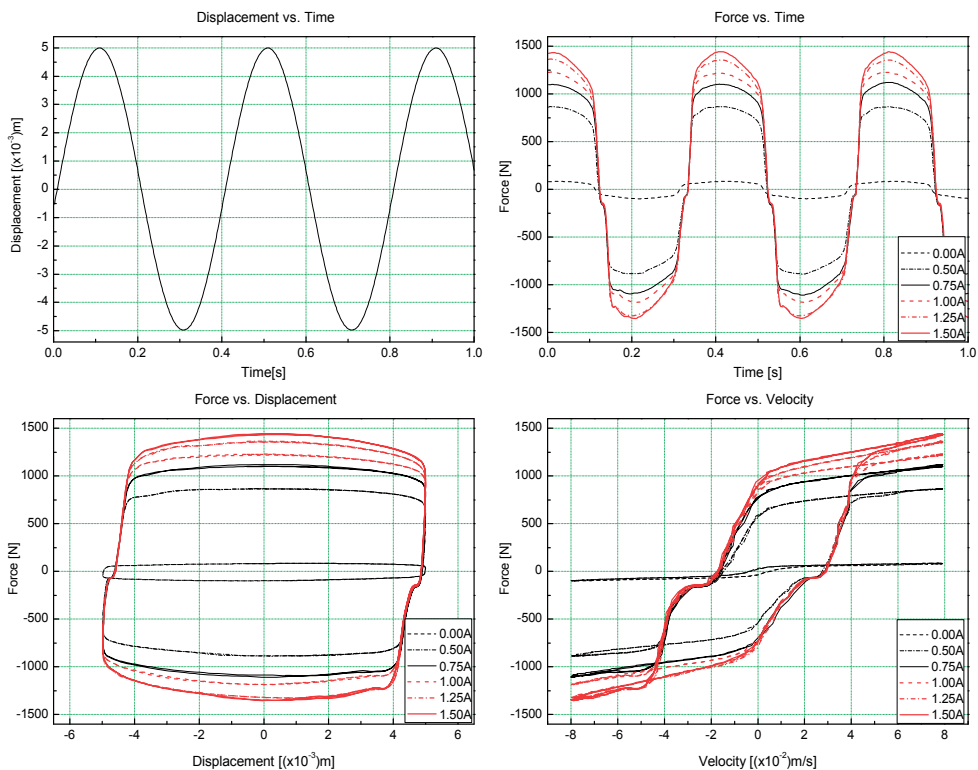 Displacement vs. Time
Displacement [(x10⁻³)m]
5
4
3
2
1
0
-1
-2
-3
-4
-5
0.0 0.2 0.4 0.6 0.8 1.0
Time[s]
Force vs. Time
Force [N]
1500
1000
500
0
-500
-1000
-1500
0.0 0.2 0.4 0.6 0.8 1.0
Time [s]
0.00A
0.50A
0.75A
1.00A
1.25A
1.50A
Force vs. Displacement
Force [N]
1500
1000
500
0
-500
-1000
-1500
-6 -4 -2 0 2 4 6
Displacement [(x10⁻³)m]
0.00A
0.50A
0.75A
1.00A
1.25A
1.50A
Force vs. Velocity
Force [N]
1500
1000
500
0
-500
-1000
-1500
-8 -6 -4 -2 0 2 4 6 8
Velocity [(x10⁻²)m/s]
0.00A
0.50A
0.75A
1.00A
1.25A
1.50A